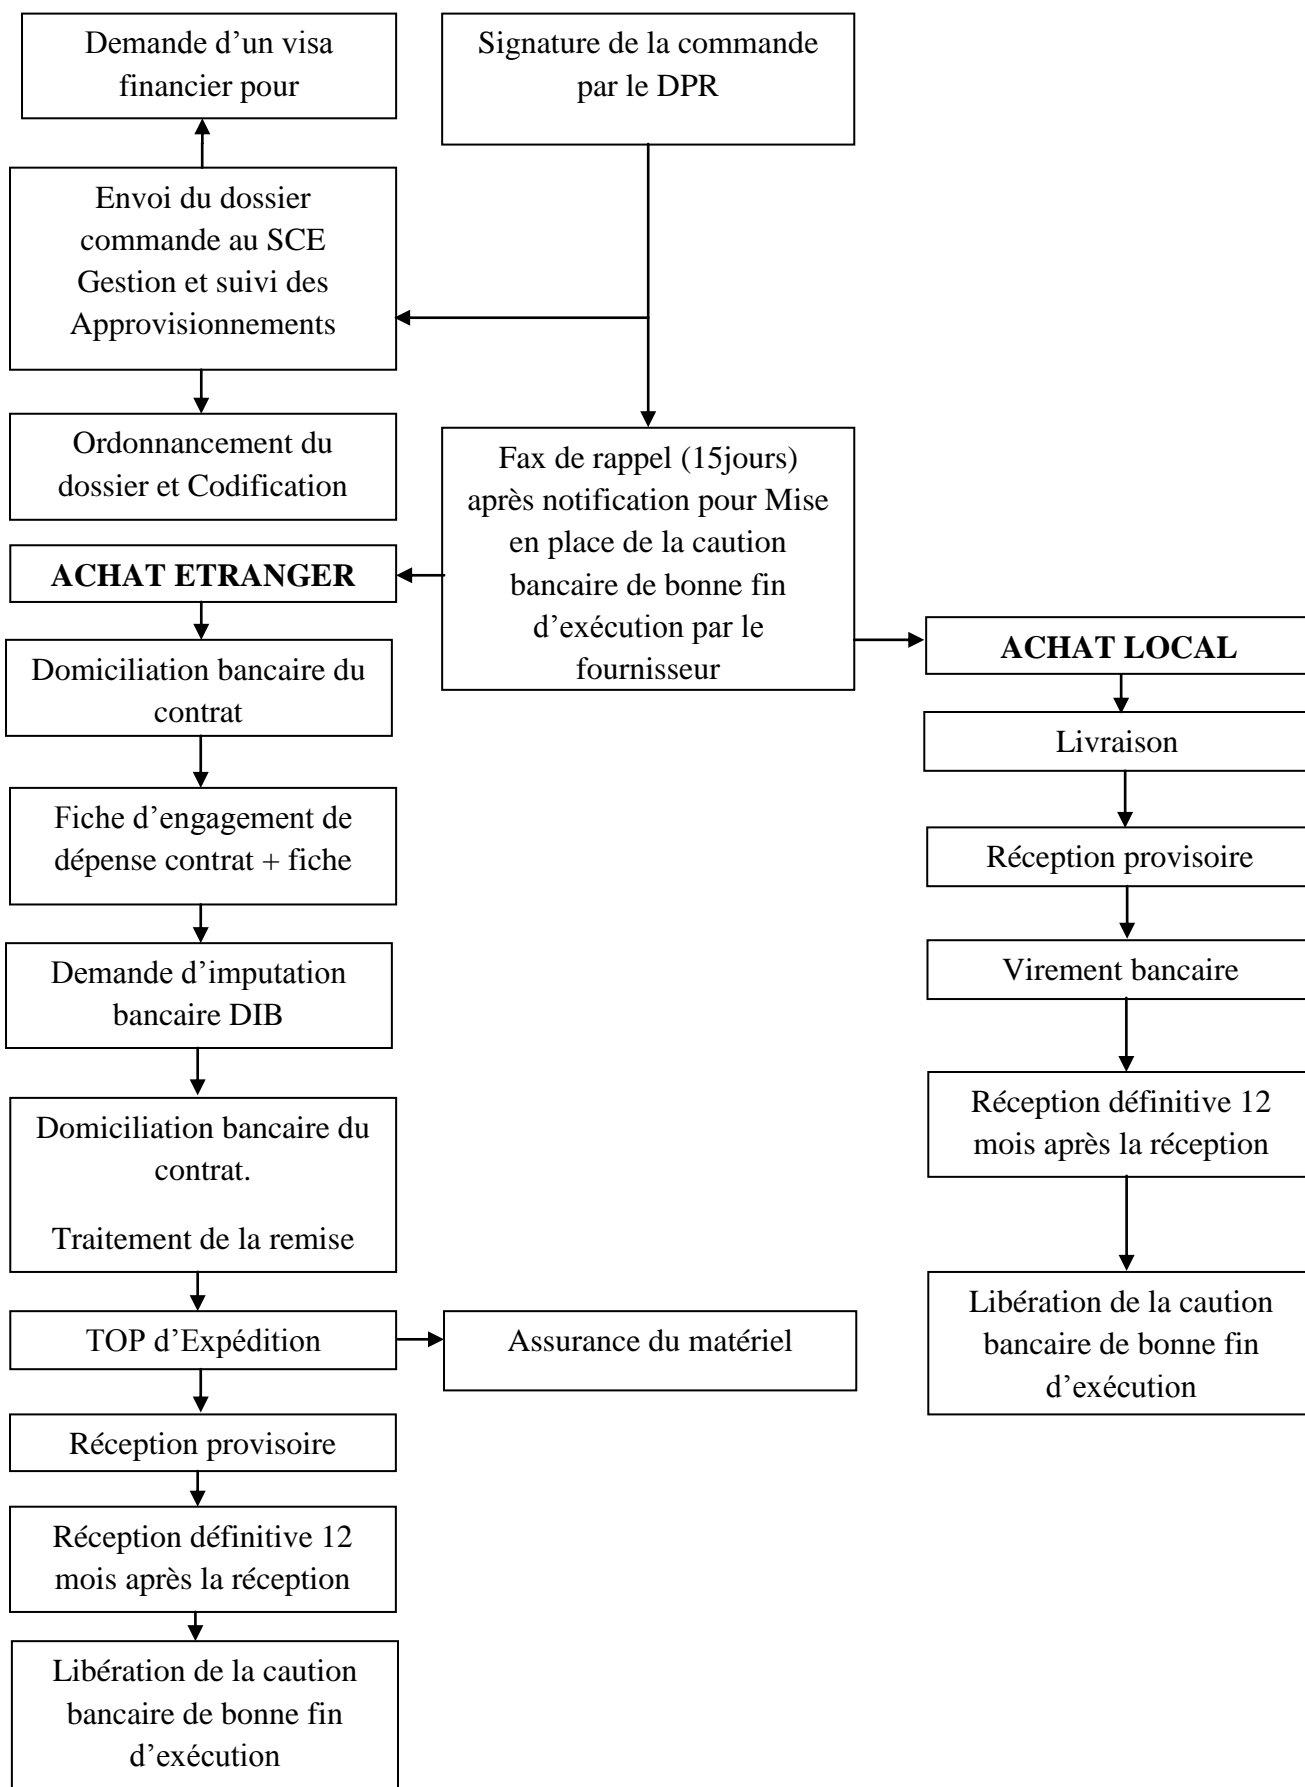 Demande d’un visa
financier pour
Signature de la commande
par le DPR
Envoi du dossier
commande au SCE
Gestion et suivi des
Approvisionnements
Ordonnancement du
dossier et Codification
Fax de rappel (15jours)
après notification pour Mise
en place de la caution
bancaire de bonne fin
d’exécution par le
fournisseur
ACHAT ETRANGER
Domiciliation bancaire du
contrat
Fiche d’engagement de
dépense contrat + fiche
Demande d’imputation
bancaire DIB
Domiciliation bancaire du
contrat.
Traitement de la remise
TOP d’Expédition
Assurance du matériel
Réception provisoire
Réception définitive 12
mois après la réception
Libération de la caution
bancaire de bonne fin
d’exécution
ACHAT LOCAL
Livraison
Réception provisoire
Virement bancaire
Réception définitive 12
mois après la réception
Libération de la caution
bancaire de bonne fin
d’exécution